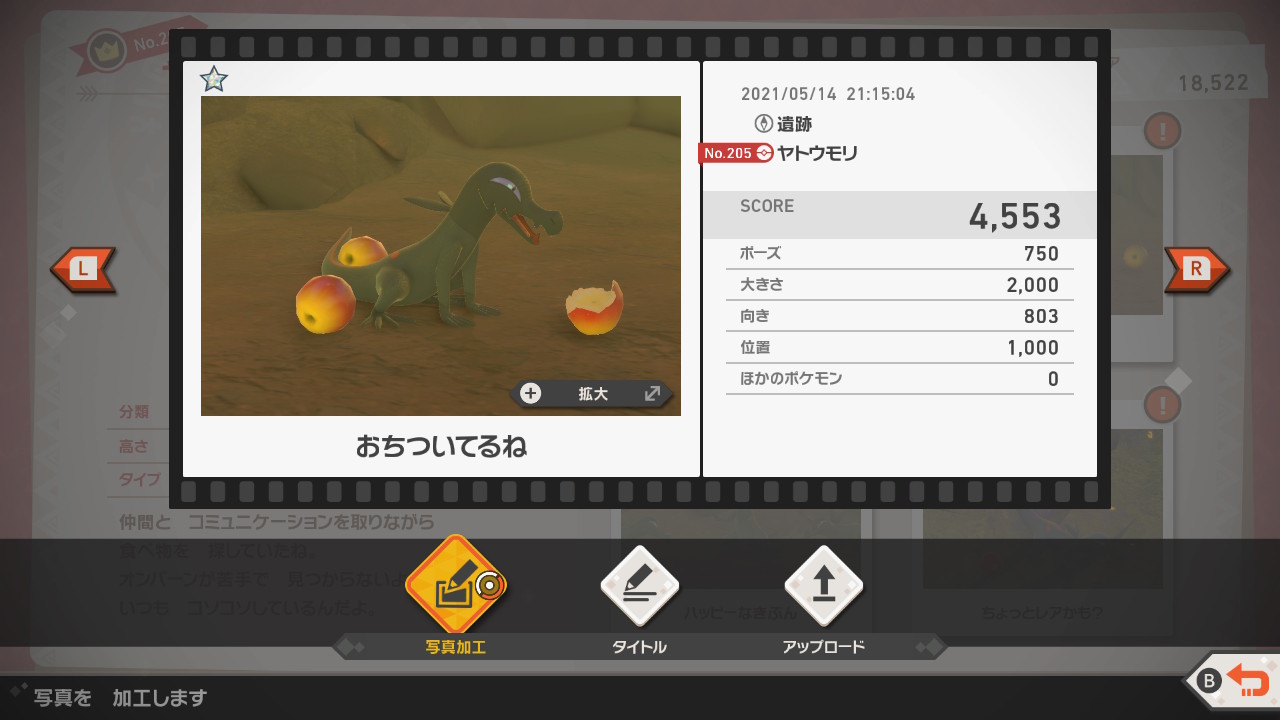 No.2
18,522
2021/05/14 21:15:04
遺跡
No.205 ヤトウモリ
SCORE 4,553
ポーズ 750
大きさ 2,000
向き 803
位置 1,000
ほかのポケモン 0
L
R
+ 拡大
おちついてるね
分類
高さ
タイプ
仲間と コミュニケーションを取りながら
食べ物を 探していたね。
オンバーンが苦手で 見つからないよ
いつも コソコソしているんだよ。
ハッピーなきぶん
ちょっとレアかも?
写真加工
タイトル
アップロード
B
写真を 加工します